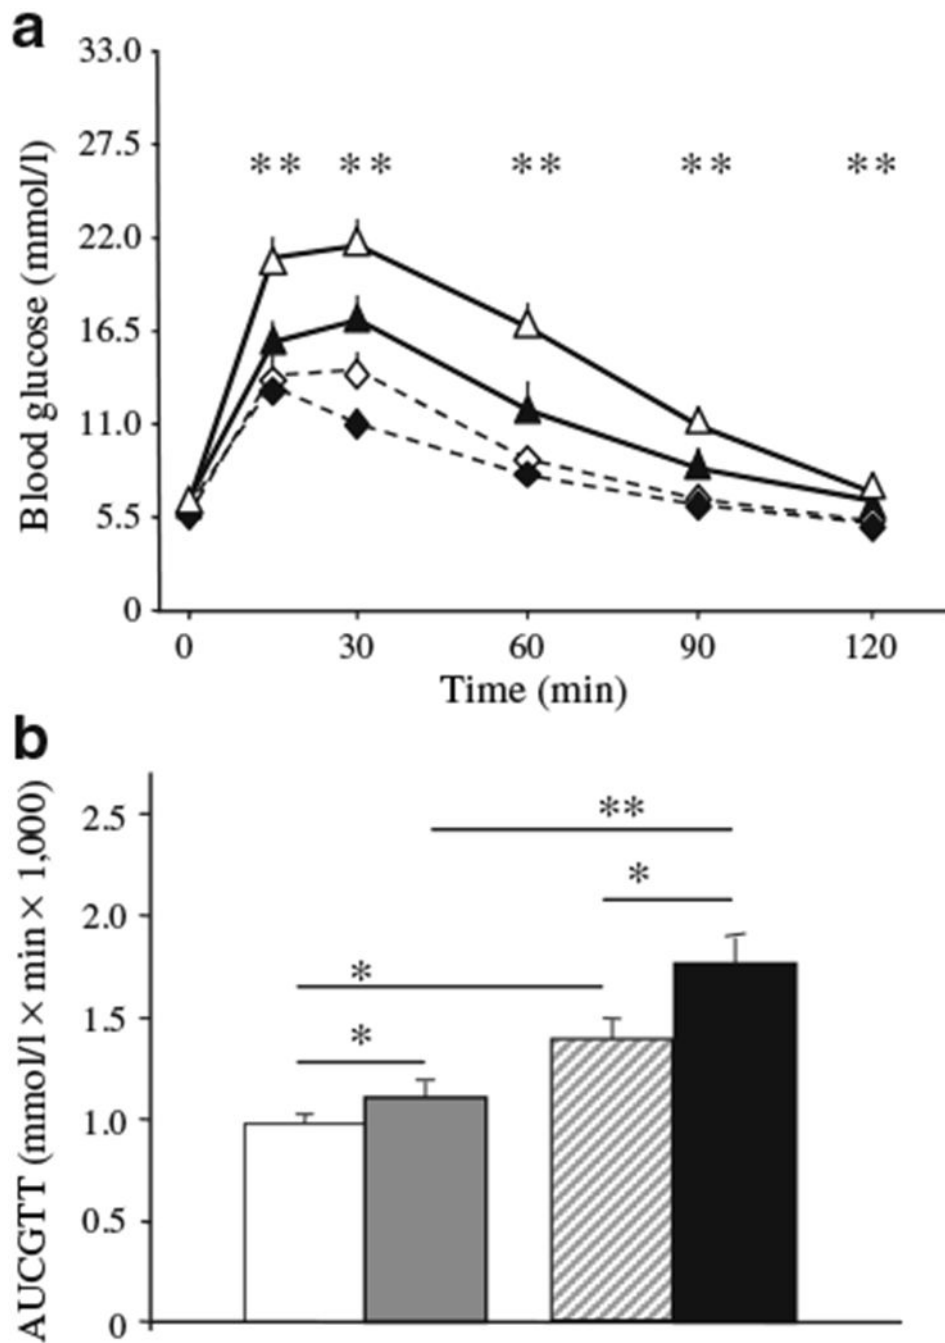 a
33.0
27.5
22.0
16.5
11.0
5.5
0
Blood glucose (mmol/l)
** ** ** ** **
0 30 60 90 120
Time (min)
b
2.5
2.0
1.5
1.0
0.5
0
AUCGTT (mmol/l × min × 1,000)
**
*
*
*